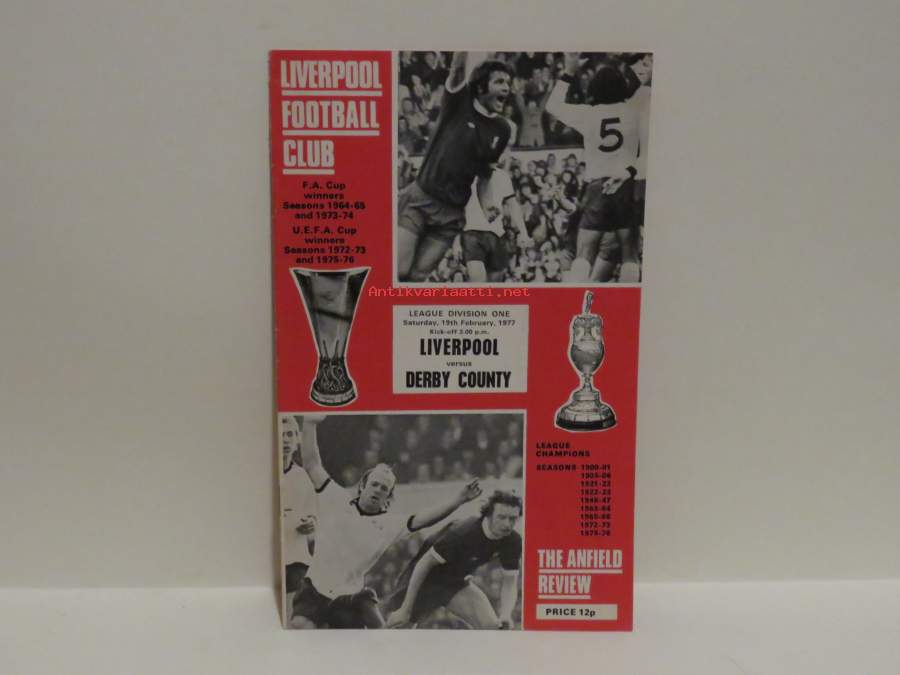 LIVERPOOL
FOOTBALL
CLUB
F.A. Cup
winners
Seasons 1964-65
and 1973-74
U.E.F.A. Cup
winners
Seasons 1972-73
and 1975-76
5
Antikvariaatti.net
LEAGUE DIVISION ONE
Saturday, 19th February, 1977
Kick-off 3.00 p.m.
LIVERPOOL
versus
DERBY COUNTY
LEAGUE
CHAMPIONS
SEASONS 1900-01
1905-06
1921-22
1922-23
1946-47
1963-64
1965-66
1972-73
1975-76
THE ANFIELD
REVIEW
PRICE 12p